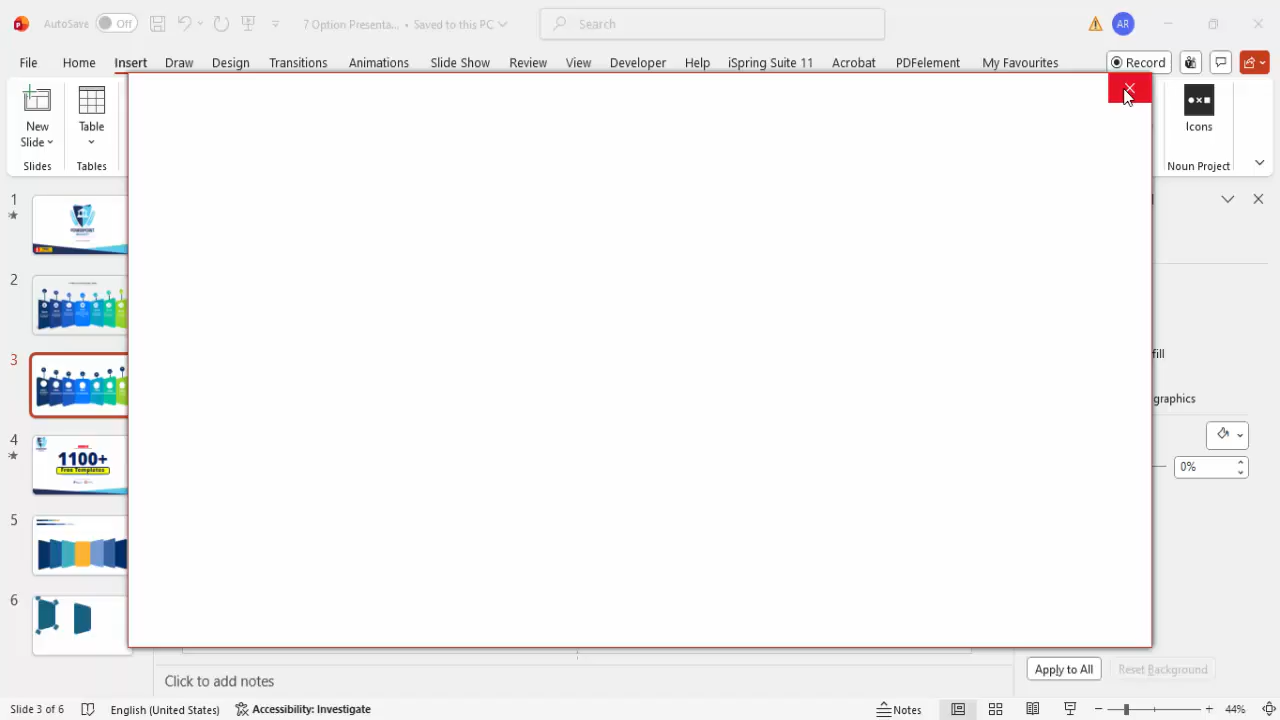 AutoSave Off 7 Option Presenta... • Saved to this PC Search AR
File Home Insert Draw Design Slide Show Transitions Animations Review View Developer Help iSpring Suite 11 Acrobat PDFelement My Favourites Record
New Slide
Table
Icons
Slides Tables Noun Project
1
2
3
fill
graphics
4
1100+
Free Templates
0%
5
6
Apply to All Reset Background
Click to add notes
Slide 3 of 6 English (United States) Accessibility: Investigate Notes 44%